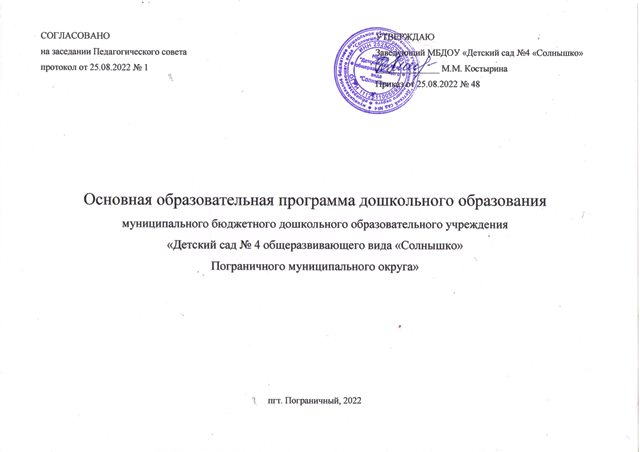 СОГЛАСОВАНО
на заседании Педагогического совета
протокол от 25.08.2022 № 1
УТВЕРЖДАЮ
Заведующий МБДОУ «Детский сад №4 «Солнышко»
М.М. Костырина
Приказ от 25.08.2022 № 48
Основная образовательная программа дошкольного образования
муниципального бюджетного дошкольного образовательного учреждения
«Детский сад № 4 общеразвивающего вида «Солнышко»
Пограничного муниципального округа»
пгт. Пограничный, 2022